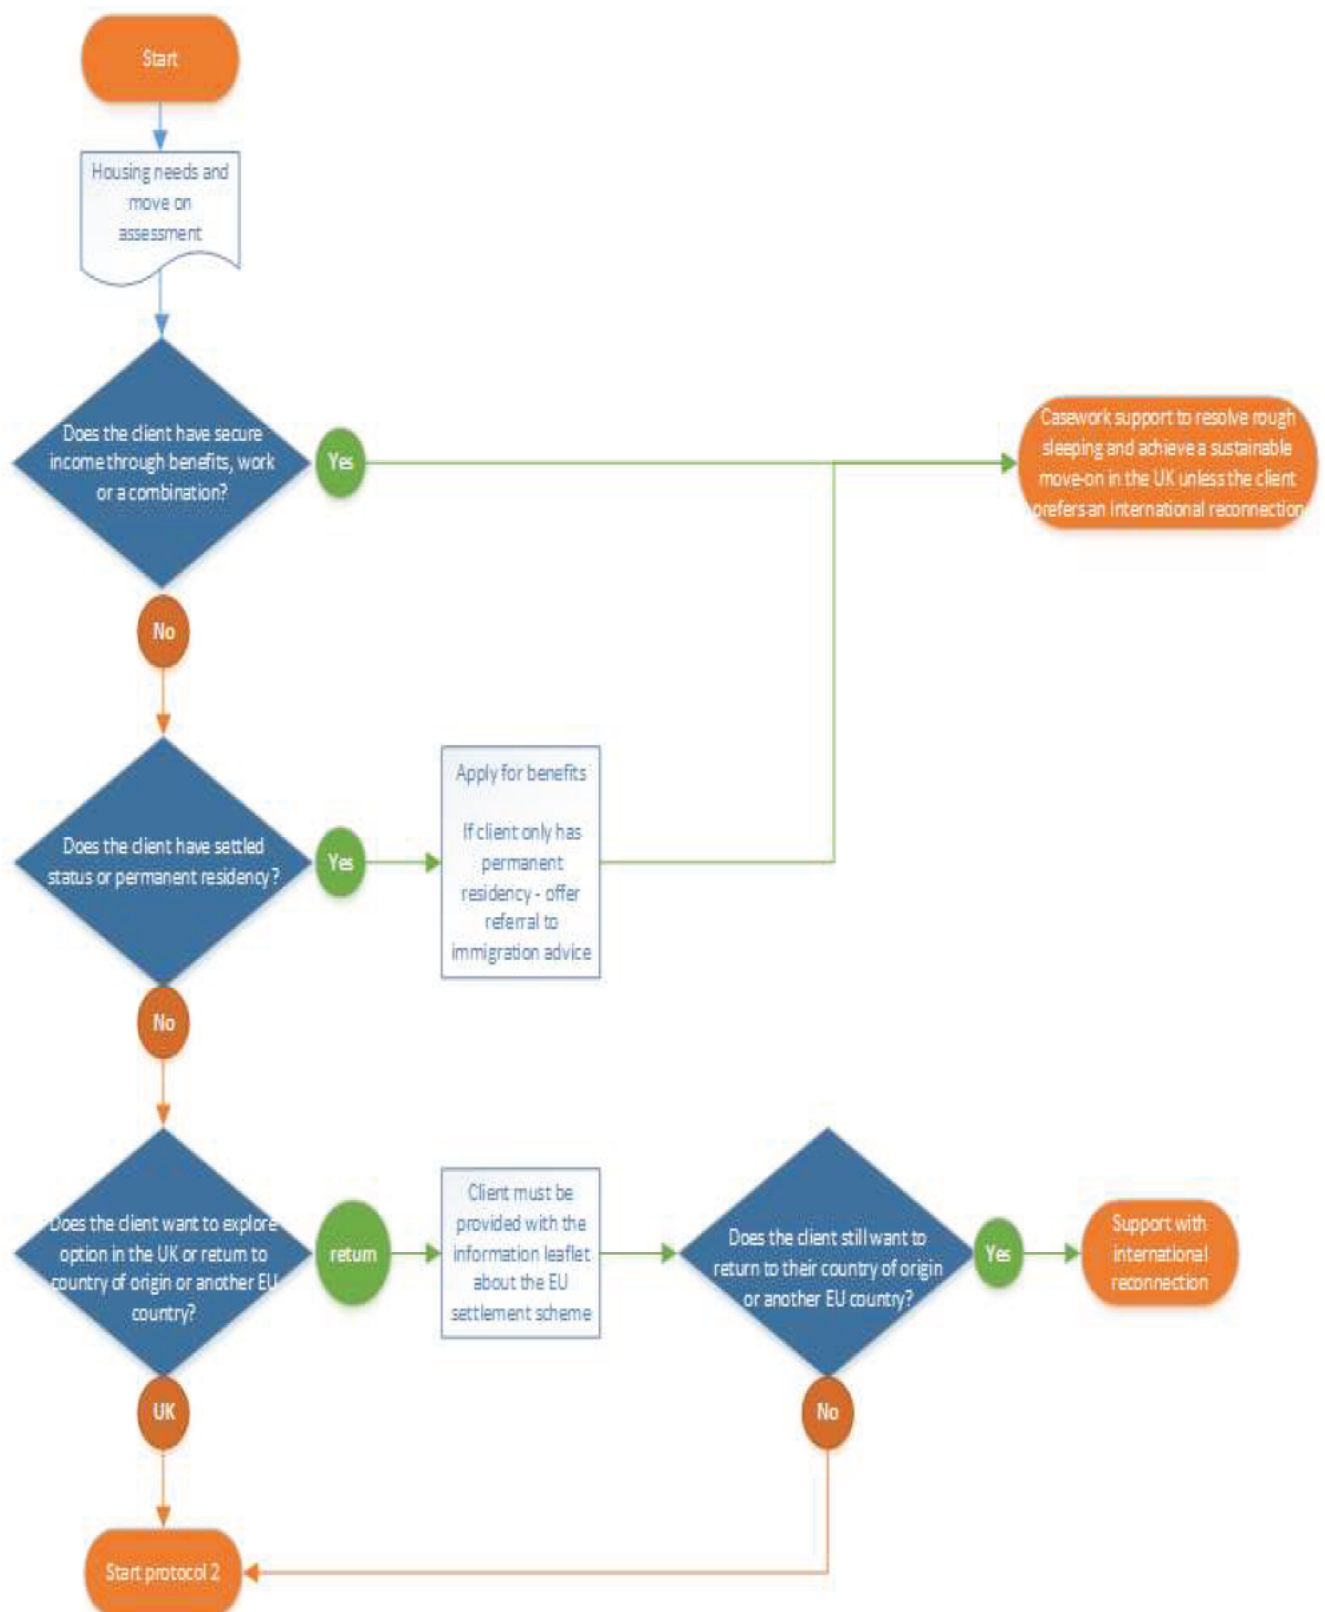 Start
Housing needs and
move on
assessment
Does the client have secure
income through benefits, work
or a combination?
Yes
Casework support to resolve rough
sleeping and achieve a sustainable
move-on in the UK unless the client
prefers an international reconnection
No
Does the client have settled
status or permanent residency?
Yes
Apply for benefits
If client only has
permanent
residency - offer
referral to
immigration advice
No
Does the client want to explore
option in the UK or return to
country of origin or another EU
country?
return
Client must be
provided with the
information leaflet
about the EU
settlement scheme
Does the client still want to
return to their country of origin
or another EU country?
Yes
Support with
international
reconnection
UK
No
Start protocol 2